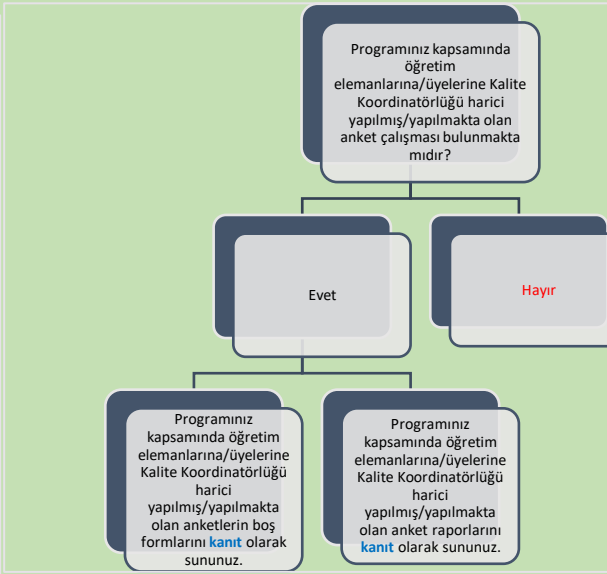 Programınız kapsamında
öğretim
elemanlarına/üyelerine Kalite
Koordinatörlüğü harici
yapılmış/yapılmakta olan
anket çalışması bulunmakta
mıdır?
Evet
Hayır
Programınız
kapsamında öğretim
elemanlarına/üyelerine
Kalite Koordinatörlüğü
harici
yapılmış/yapılmakta
olan anketlerin boş
formlarını kanıt olarak
sununuz.
Programınız
kapsamında öğretim
elemanlarına/üyelerine
Kalite Koordinatörlüğü
harici
yapılmış/yapılmakta
olan anket raporlarını
kanıt olarak sununuz.